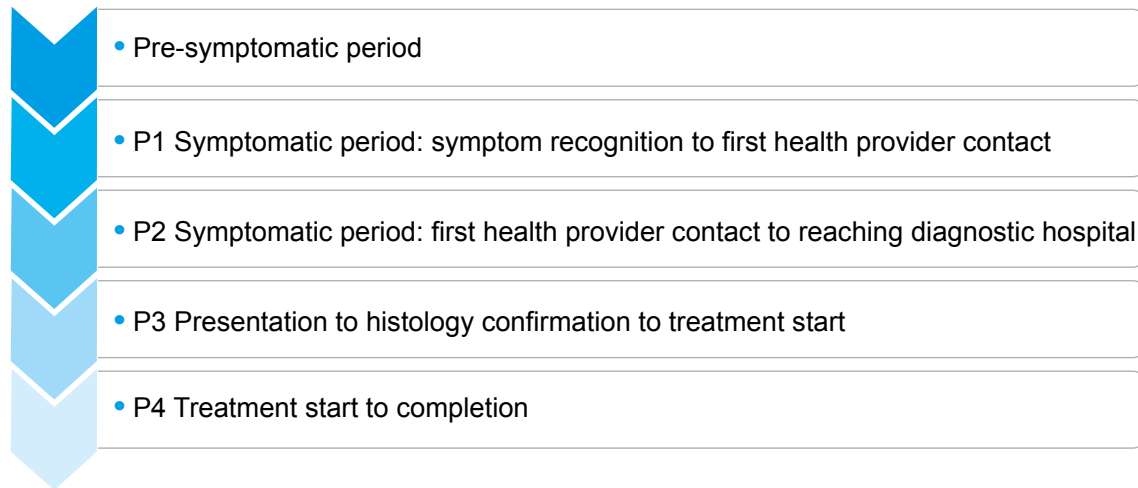 • Pre-symptomatic period
• P1 Symptomatic period: symptom recognition to first health provider contact
• P2 Symptomatic period: first health provider contact to reaching diagnostic hospital
• P3 Presentation to histology confirmation to treatment start
• P4 Treatment start to completion